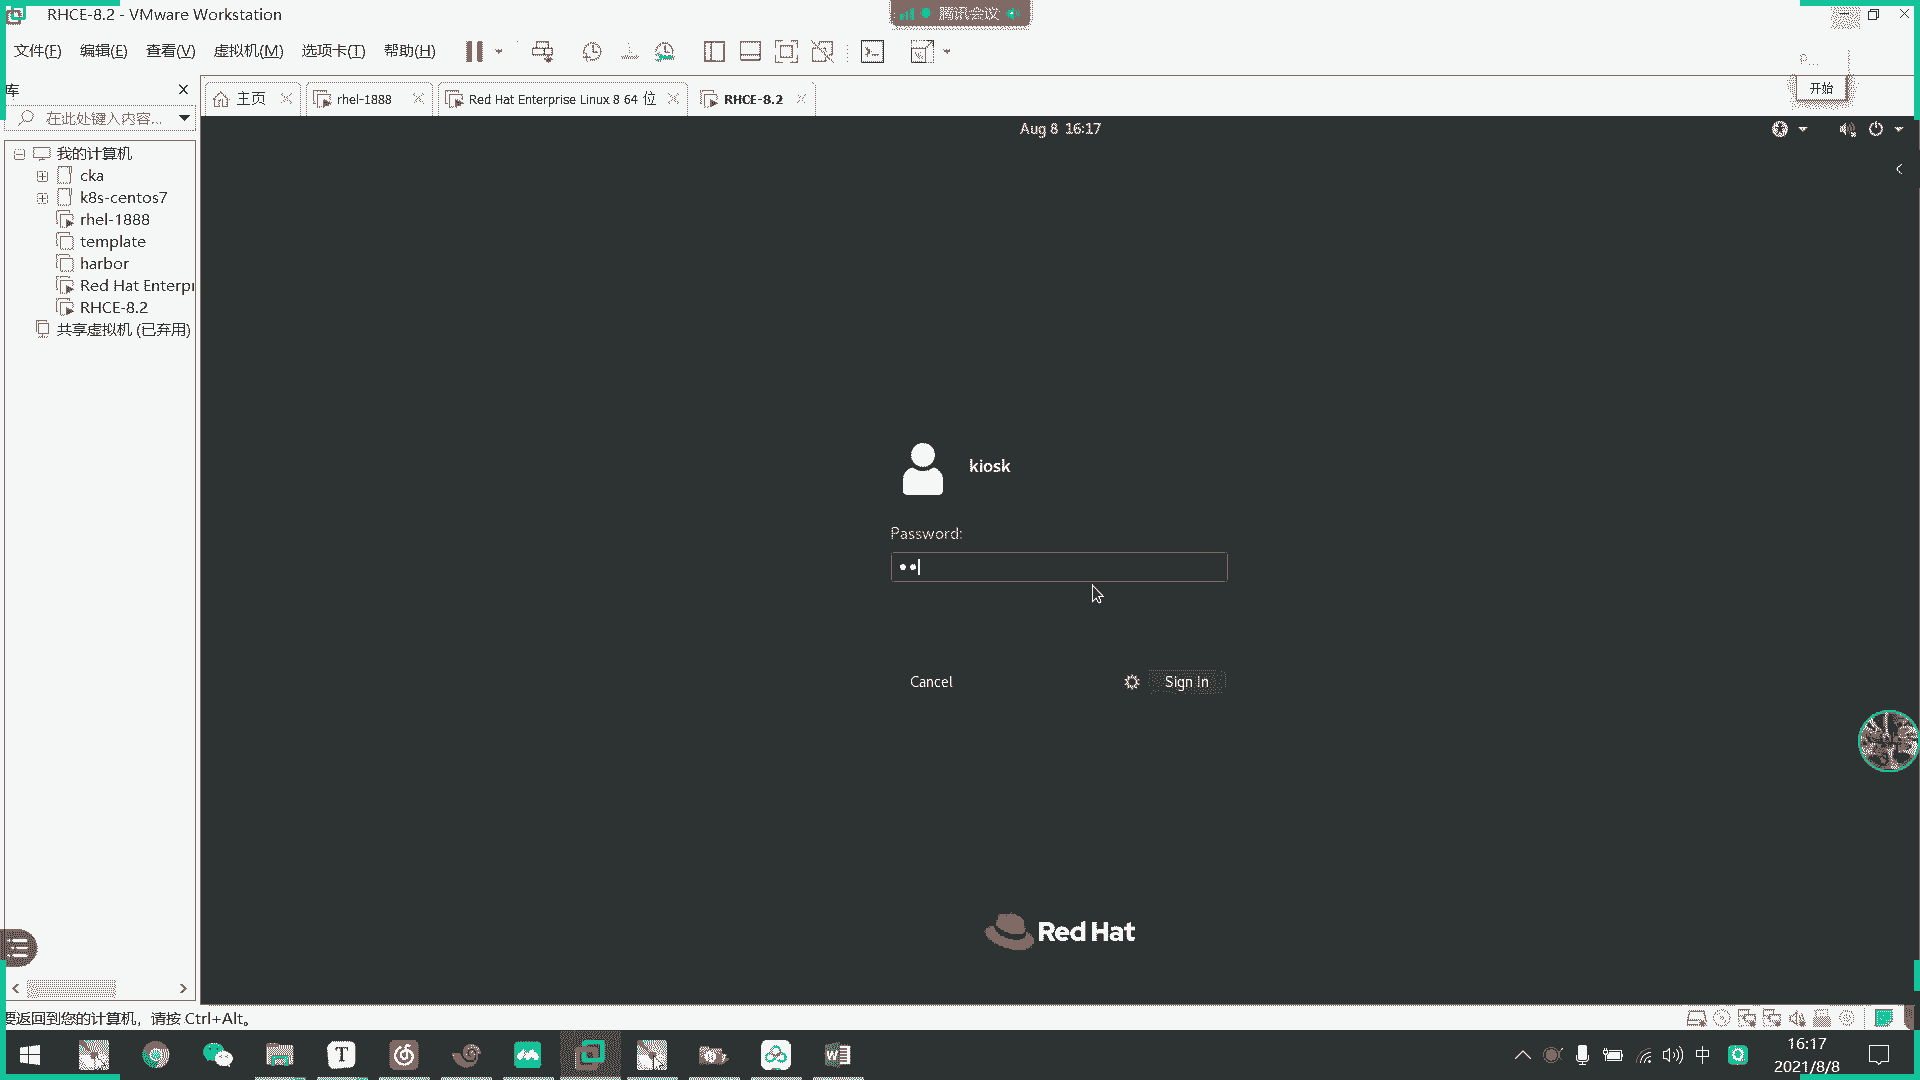 RHCE-8.2 - VMware Workstation
腾讯会议
文件(F) 编辑(E) 查看(V) 虚拟机(M) 选项卡(T) 帮助(H)
P...
开始
库
主页
rhel-1888
Red Hat Enterprise Linux 8 64 位
RHCE-8.2
在此处键入内容...
Aug 8 16:17
我的计算机
cka
k8s-centos7
rhel-1888
template
harbor
Red Hat Enterpr
RHCE-8.2
共享虚拟机 (已弃用)
kiosk
Password:
Cancel
Sign In
Red Hat
要返回到您的计算机，请按 Ctrl+Alt。
中
16:17
2021/8/8